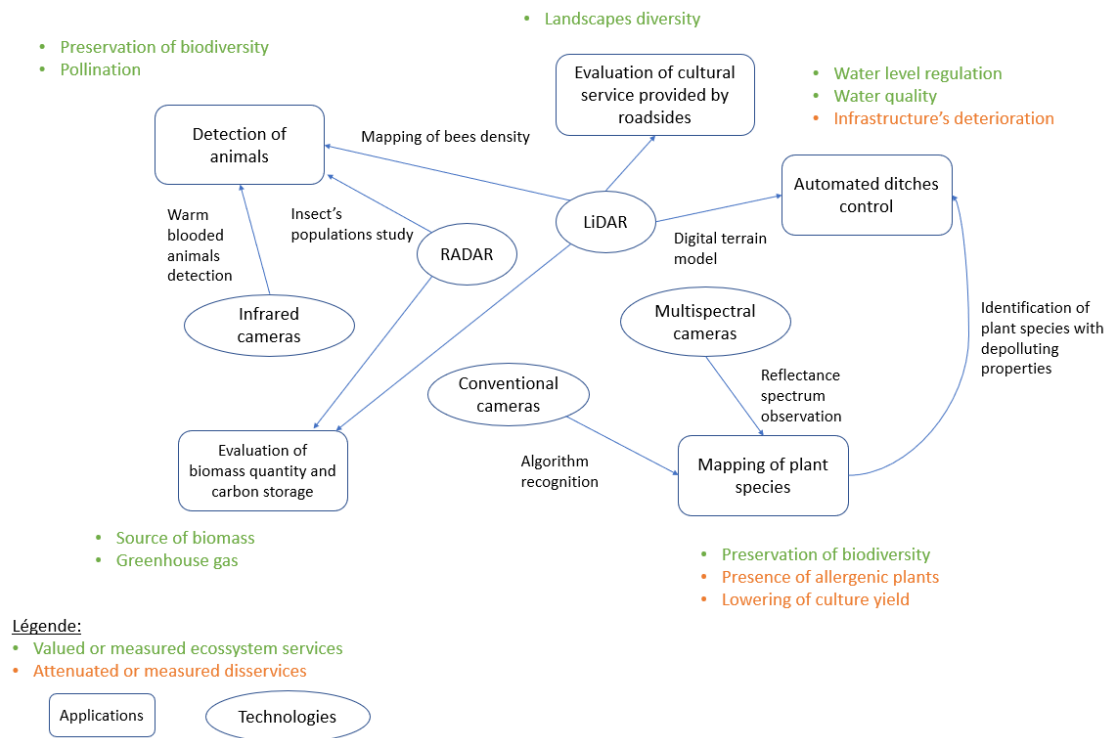 • Landscapes diversity
• Preservation of biodiversity
• Pollination
Evaluation of cultural
service provided by
roadsides
• Water level regulation
• Water quality
• Infrastructure's deterioration
Detection of
animals
Mapping of bees density
Automated ditches
control
Warm
blooded
animals
detection
Insect's
populations study
RADAR
LiDAR
Digital terrain
model
Infrared
cameras
Multispectral
cameras
Identification of
plant species with
depolluting
properties
Conventional
cameras
Reflectance
spectrum
observation
Evaluation of
biomass quantity and
carbon storage
Algorithm
recognition
Mapping of plant
species
• Source of biomass
• Greenhouse gas
• Preservation of biodiversity
• Presence of allergenic plants
• Lowering of culture yield
Légende:
• Valued or measured ecosystem services
• Attenuated or measured disservices
Applications
Technologies